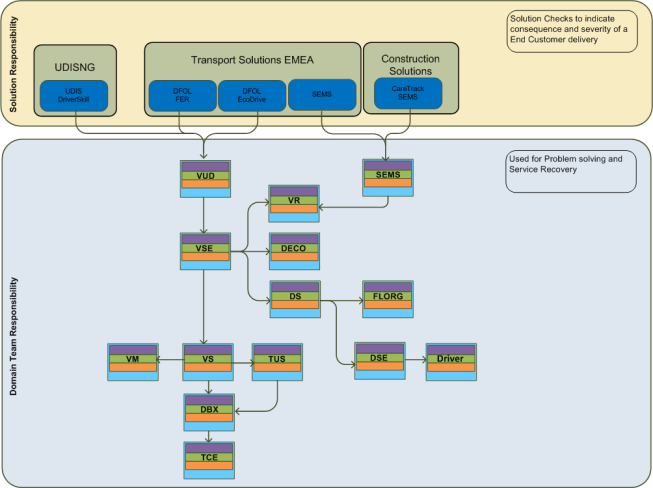 Solution Responsibility
Solution Checks to indicate
consequence and severity of a
End Customer delivery
UDISNG
Transport Solutions EMEA
Construction
Solutions
UDIS
DriverSkill
DFOL
FER
DFOL
EcoDrive
SEMS
CareTrack
SEMS
Domain Team Responsibility
Used for Problem solving and
Service Recovery
VUD
SEMS
VR
VSE
DECO
DS
FLORG
VM
VS
TUS
DSE
Driver
DBX
TCE